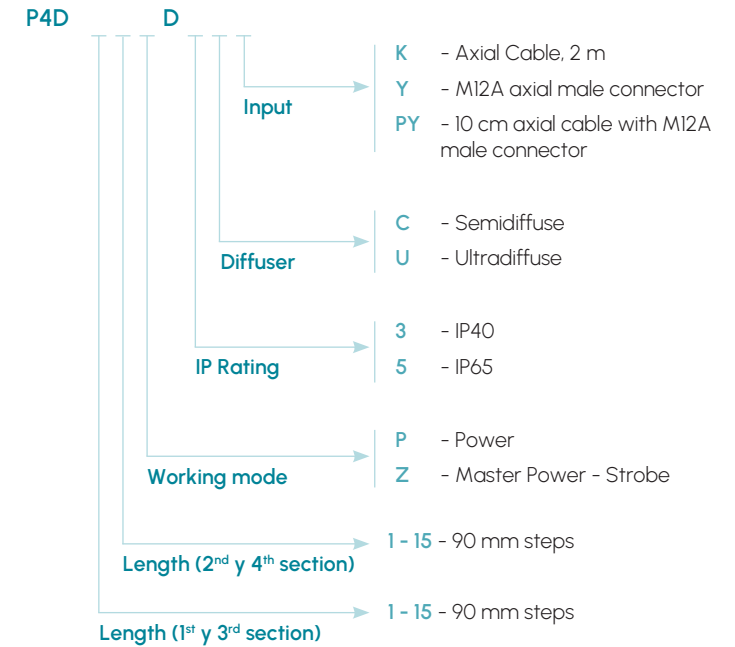 P4D D
K - Axial Cable, 2 m
Y - M12A axial male connector
PY - 10 cm axial cable with M12A
male connector
Input
C - Semidiffuse
U - Ultradiffuse
Diffuser
3 - IP40
5 - IP65
IP Rating
P - Power
Z - Master Power - Strobe
Working mode
1 - 15 - 90 mm steps
Length (2nd y 4th section)
1 - 15 - 90 mm steps
Length (1st y 3rd section)